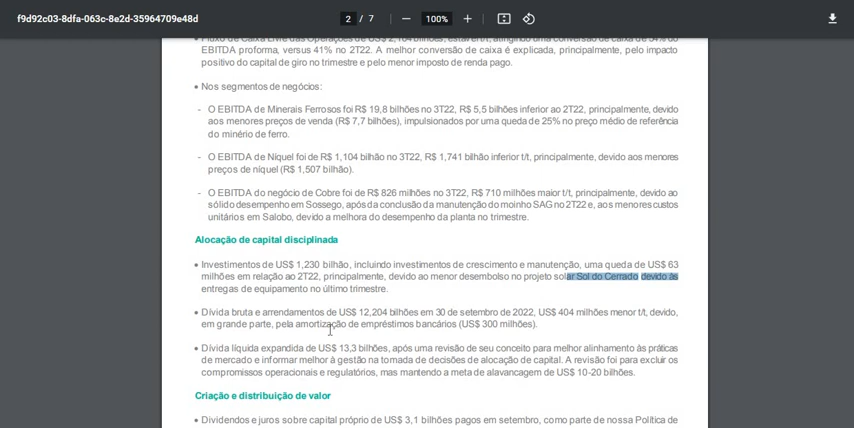 f9d92c03-8dfa-063c-8e2d-35964709e48d
2 / 7
100%
Fluxo de Caixa Livre das Operações de US$ 2,
EBITDA proforma, versus 41% no 2T22. A melhor conversão de caixa é explicada, principalmente, pelo impacto
positivo do capital de giro no trimestre e pelo menor imposto de renda pago.
• Nos segmentos de negócios:
- O EBITDA de Minerais Ferrosos foi R$ 19,8 bilhões no 3T22, R$ 5,5 bilhões inferior ao 2T22, principalmente, devido
aos menores preços de venda (R$ 7,7 bilhões), impulsionados por uma queda de 25% no preço médio de referência
do minério de ferro.
- O EBITDA de Níquel foi de R$ 1,104 bilhão no 3T22, R$ 1,741 bilhão inferior t/t, principalmente, devido aos menores
preços de níquel (R$ 1,507 bilhão).
- O EBITDA do negócio de Cobre foi de R$ 826 milhões no 3T22, R$ 710 milhões maior t/t, principalmente, devido ao
sólido desempenho em Sossego, após da conclusão da manutenção do moinho SAG no 2T22 e, aos menores custos
unitários em Salobo, devido a melhora do desempenho da planta no trimestre.
Alocação de capital disciplinada
• Investimentos de US$ 1,230 bilhão, incluindo investimentos de crescimento e manutenção, uma queda de US$ 63
milhões em relação ao 2T22, principalmente, devido ao menor desembolso no projeto solar Sol do Cerrado devido às
entregas de equipamento no último trimestre.
• Dívida bruta e arrendamentos de US$ 12,204 bilhões em 30 de setembro de 2022, US$ 404 milhões menor t/t, devido,
em grande parte, pela amortização de empréstimos bancários (US$ 300 milhões).
• Dívida líquida expandida de US$ 13,3 bilhões, após uma revisão de seu conceito para melhor alinhamento às práticas
de mercado e informar melhor à gestão na tomada de decisões de alocação de capital. A revisão foi para excluir os
compromissos operacionais e regulatórios, mas mantendo a meta de alavancagem de US$ 10-20 bilhões.
Criação e distribuição de valor
• Dividendos e juros sobre capital próprio de US$ 3,1 bilhões pagos em setembro, como parte de nossa Política de